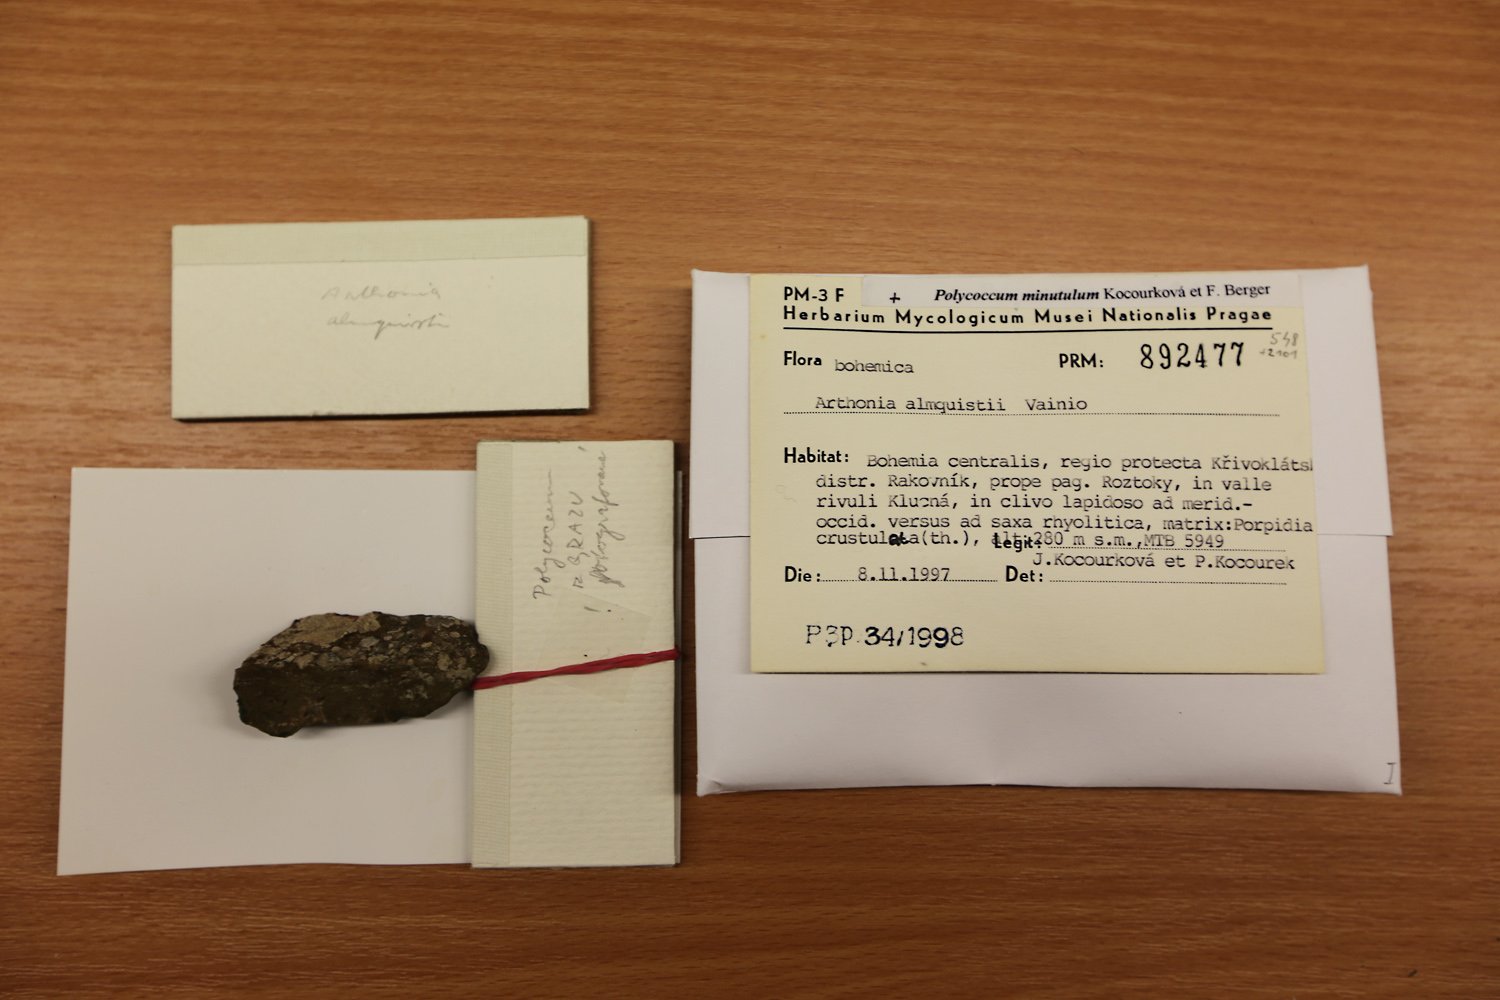 Arthonia
almquistii
Polycoccum
! fotografovano!
PM-3 F + Polycoccum minutulum Kocourková et F. Berger
Herbarium Mycologicum Musei Nationalis Pragae
548
+2101
Flora bohemica PRM: 892477
Arthonia almquistii Vainio
Habitat: Bohemia centralis, regio protecta Křivoklátsk
distr. Rakovník, prope pag. Roztoky, in valle
rivuli Klucná, in clivo lapidoso ad merid.-
occid. versus ad saxa rhyolitica, matrix:Porpidia
crustulata(th.), alt.280 m s.m.,MTB 5949
Legit: J.Kocourková et P.Kocourek
Die: 8.11.1997 Det:
PSP 34/1998
I